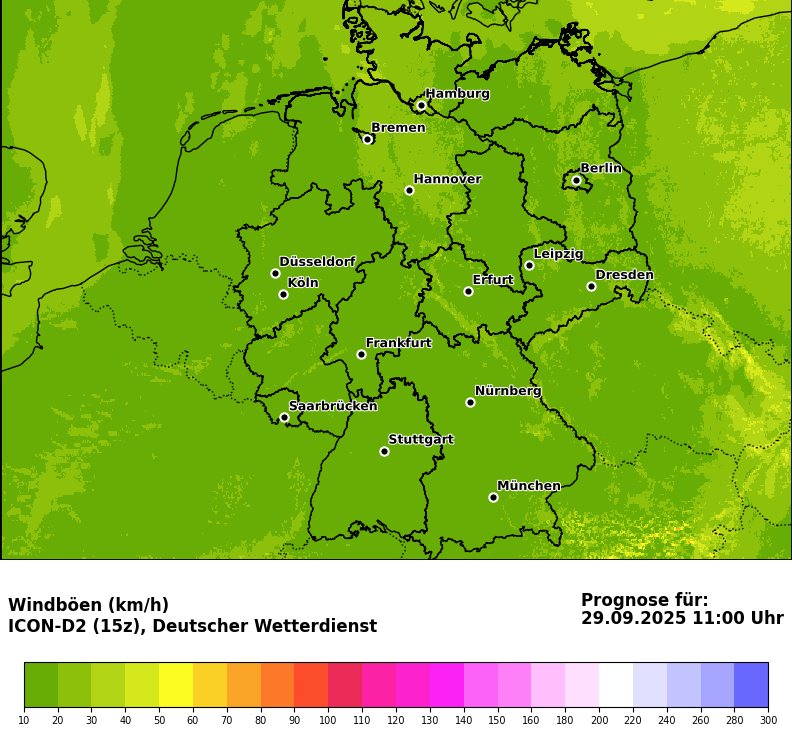 Hamburg
Bremen
Berlin
Hannover
Leipzig
Düsseldorf
Dresden
Köln
Erfurt
Frankfurt
Nürnberg
Saarbrücken
Stuttgart
München
Windböen (km/h)
ICON-D2 (15z), Deutscher Wetterdienst
Prognose für:
29.09.2025 11:00 Uhr
10 20 30 40 50 60 70 80 90 100 110 120 130 140 150 160 180 200 220 240 260 280 300